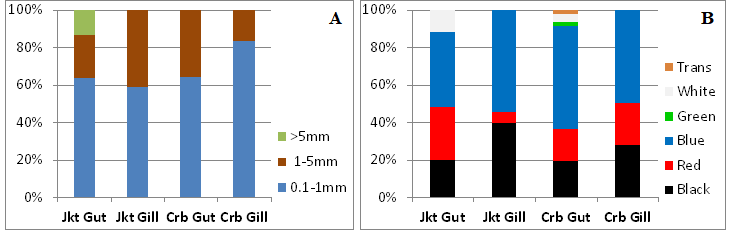 100%
80%
60%
40%
20%
0%
A
>5mm
1-5mm
0.1-1mm
Jkt Gut Jkt Gill Crb Gut Crb Gill
100%
80%
60%
40%
20%
0%
B
Trans
White
Green
Blue
Red
Black
Jkt Gut Jkt Gill Crb Gut Crb Gill